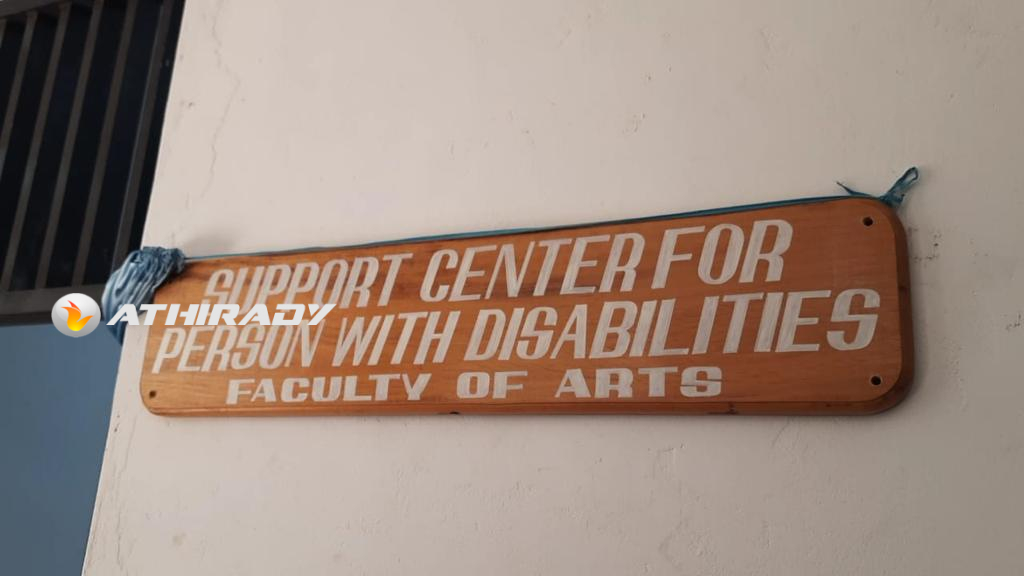 SUPPORT CENTER FOR
ATHIRADY
PERSON WITH DISABILITIES
FACULTY OF ARTS